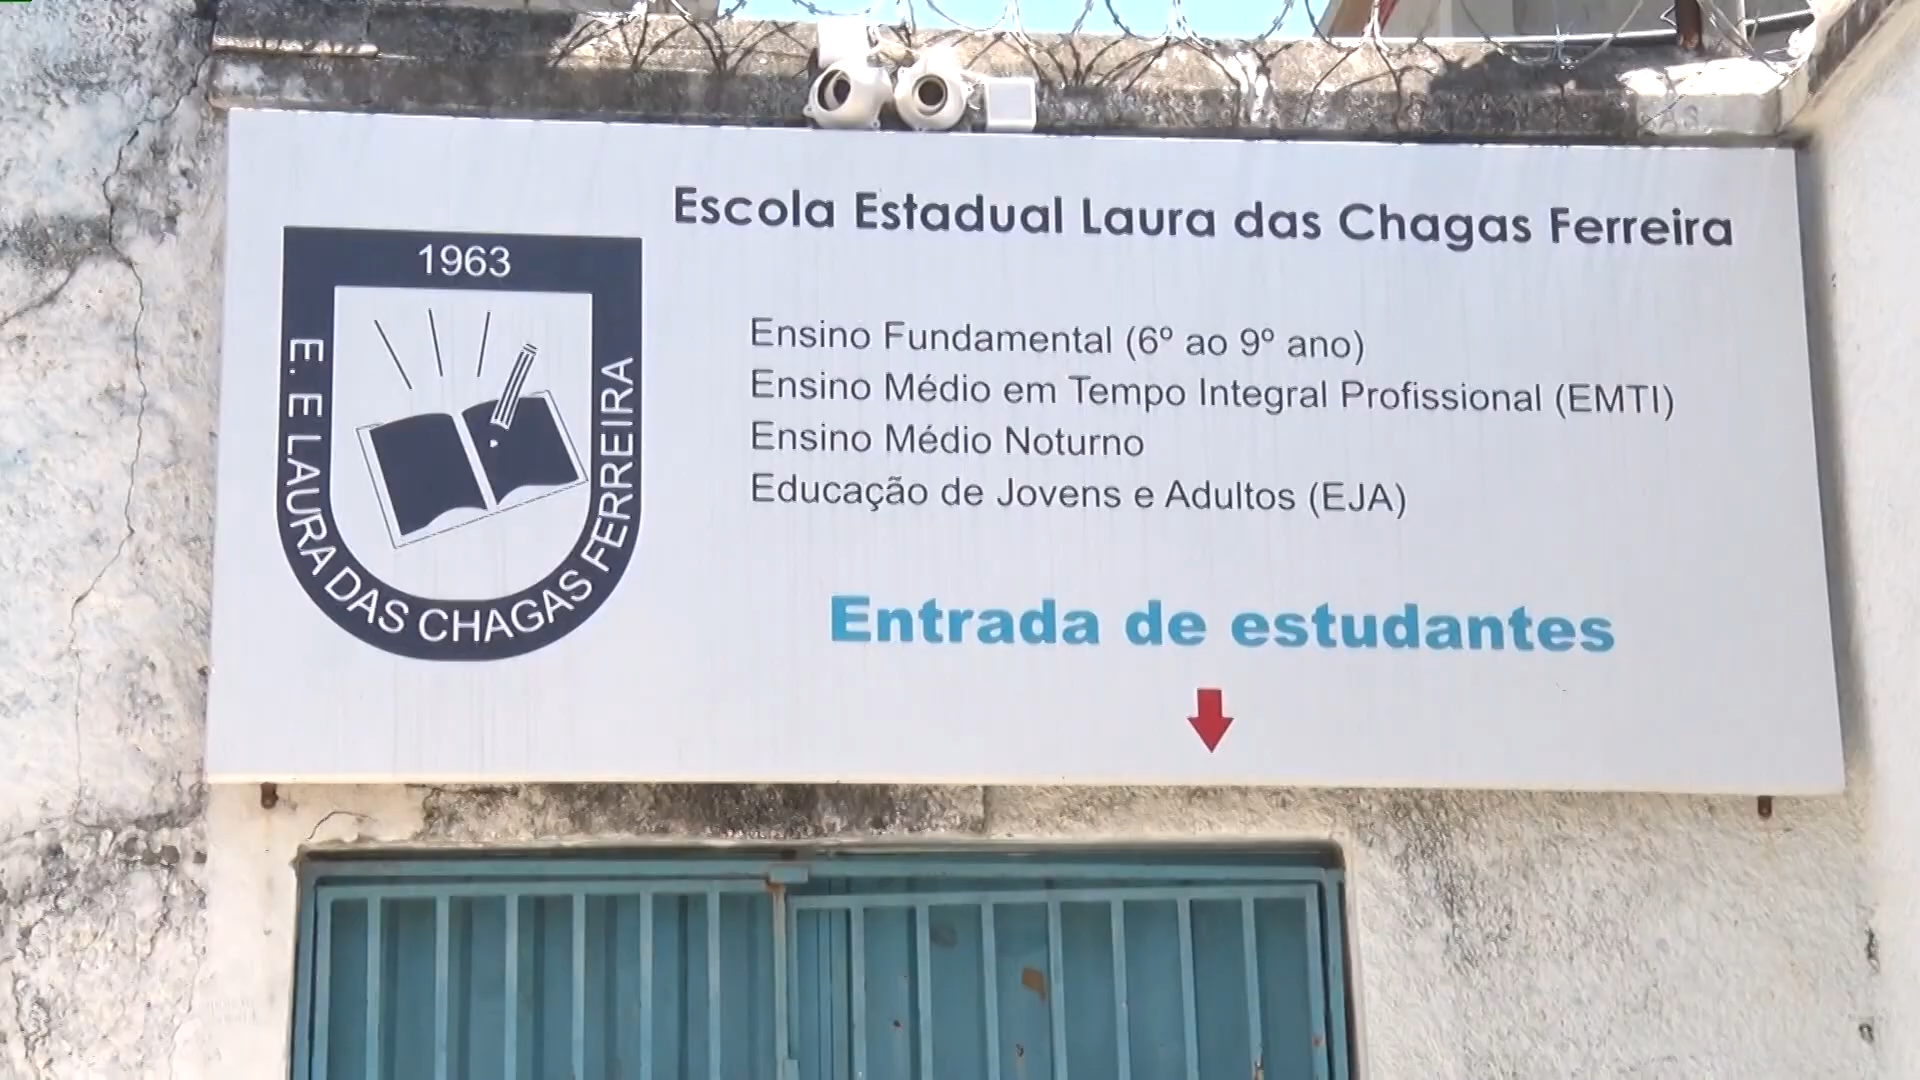 Escola Estadual Laura das Chagas Ferreira
1963
E. E LAURA DAS CHAGAS FERREIRA
Ensino Fundamental (6º ao 9º ano)
Ensino Médio em Tempo Integral Profissional (EMTI)
Ensino Médio Noturno
Educação de Jovens e Adultos (EJA)
Entrada de estudantes